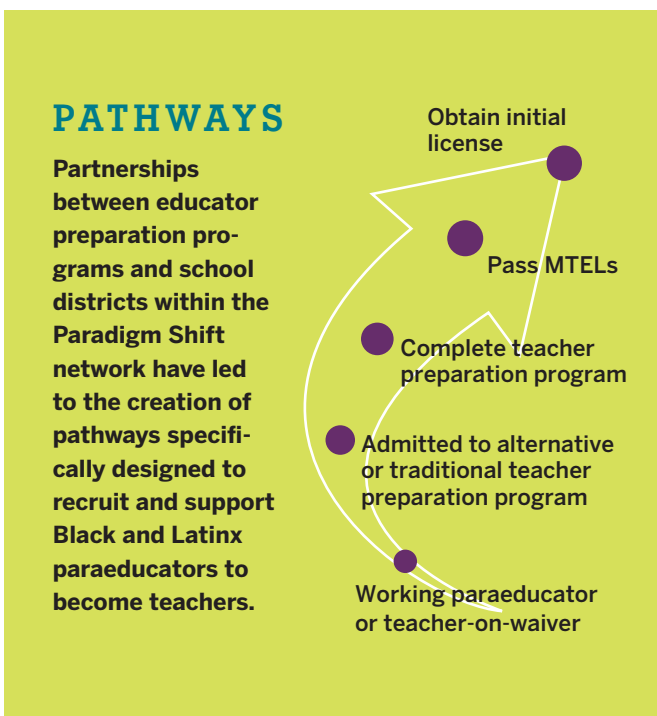 PATHWAYS
Partnerships
between educator
preparation pro-
grams and school
districts within the
Paradigm Shift
network have led
to the creation of
pathways specifi-
cally designed to
recruit and support
Black and Latinx
paraeducators to
become teachers.
Obtain initial
license
Pass MTELs
Complete teacher
preparation program
Admitted to alternative
or traditional teacher
preparation program
Working paraeducator
or teacher-on-waiver